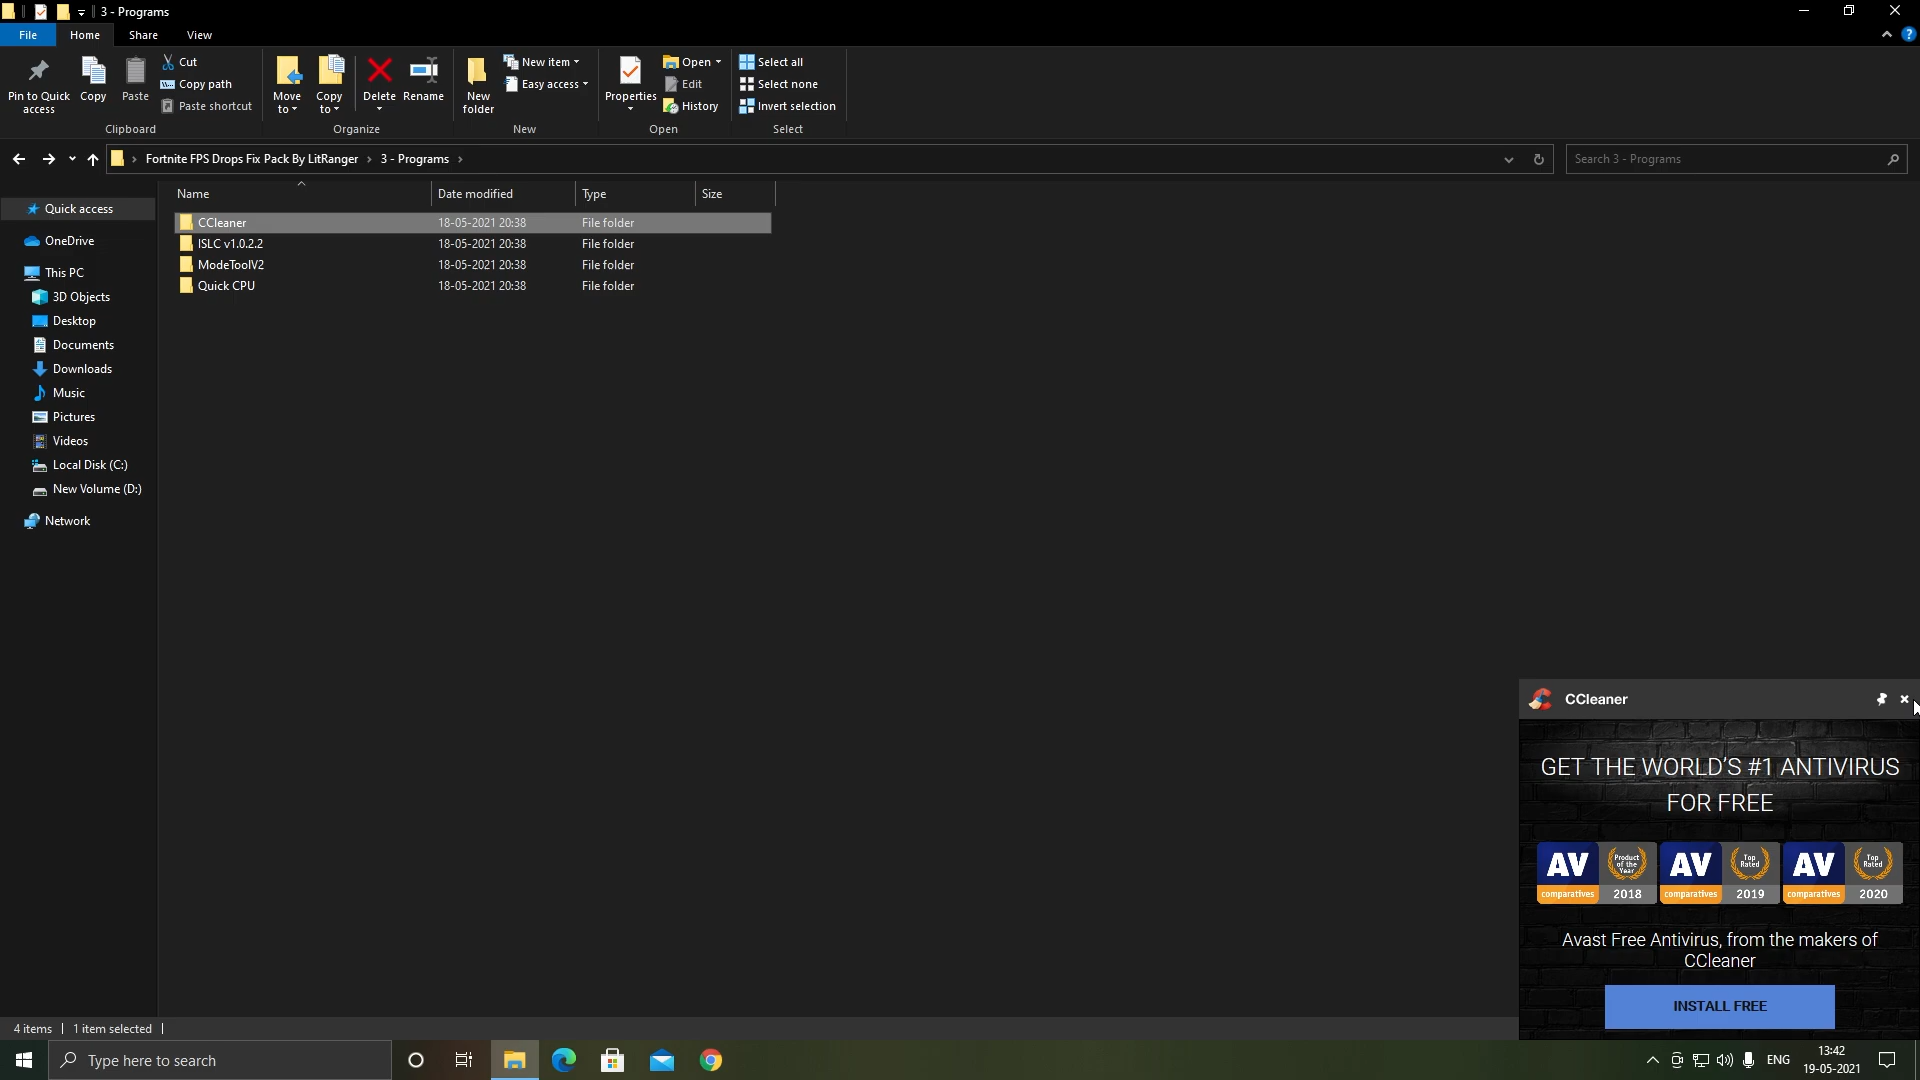 3 - Programs
File
Home
Share
View
Pin to Quick
access
Copy
Paste
Cut
Copy path
Paste shortcut
Clipboard
Move
to
Copy
to
Delete
Rename
Organize
New
folder
New item
Easy access
New
Properties
Open
Edit
History
Open
Select all
Select none
Invert selection
Select
Fortnite FPS Drops Fix Pack By LitRanger
3 - Programs
Search 3 - Programs
Name
Date modified
Type
Size
CCleaner 18-05-2021 20:38 File folder
ISLC v1.0.2.2 18-05-2021 20:38 File folder
ModeToolV2 18-05-2021 20:38 File folder
Quick CPU 18-05-2021 20:38 File folder
Quick access
OneDrive
This PC
3D Objects
Desktop
Documents
Downloads
Music
Pictures
Videos
Local Disk (C:)
New Volume (D:)
Network
CCleaner
GET THE WORLD'S #1 ANTIVIRUS
FOR FREE
AV
comparatives
Product
of the
Year
2018
AV
comparatives
Top
Rated
2019
AV
comparatives
Top
Rated
2020
Avast Free Antivirus, from the makers of
CCleaner
INSTALL FREE
4 items
1 item selected
Type here to search
ENG
13:42
19-05-2021